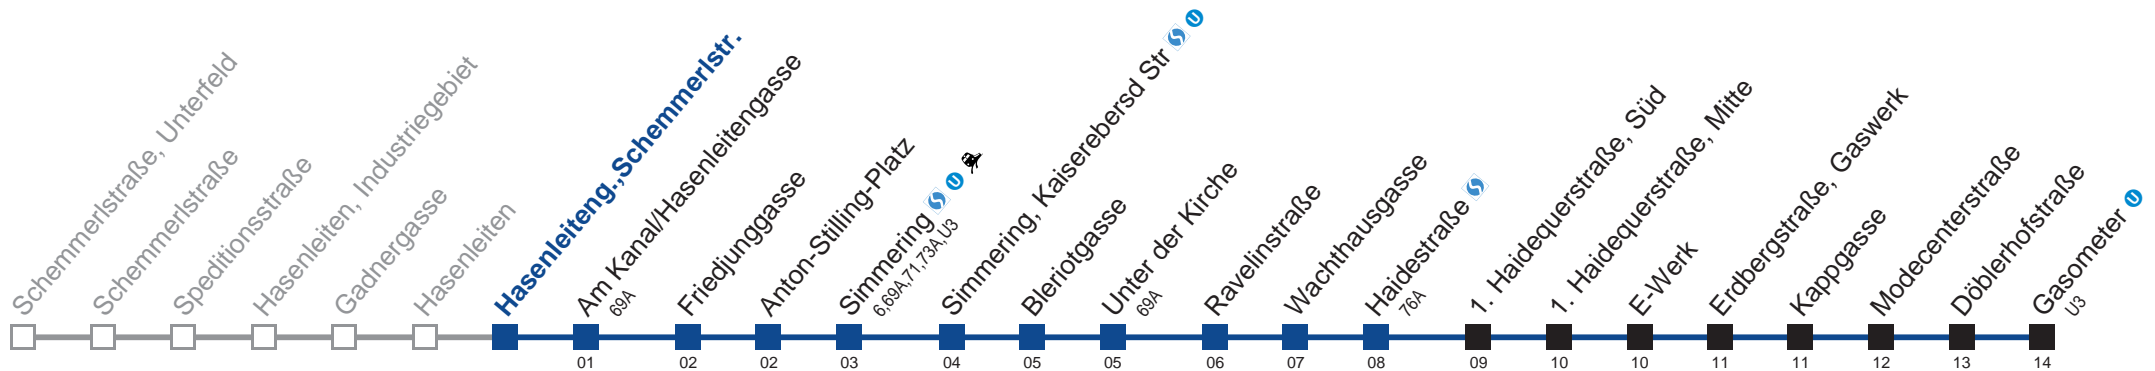 Schemmerlstraße, Unterfeld
Schemmerlstraße
Speditionsstraße
Hasenleiten, Industriegebiet
Gadnergasse
Hasenleiten
Hasenleiteng.,Schemmerlstr.
Am Kanal/Hasenleitengasse
69A
01
Friedjunggasse
02
Anton-Stilling-Platz
02
Simmering S U
6,69A,71,73A,U3
03
Simmering, Kaiserebersd Str S U
04
Bleriotgasse
05
Unter der Kirche
69A
05
Ravelinstraße
06
Wachthausgasse
07
Haidestraße S
76A
08
1. Haidequerstraße, Süd
09
1. Haidequerstraße, Mitte
10
E-Werk
10
Erdbergstraße, Gaswerk
11
Kappgasse
11
Modecenterstraße
12
Döblerhofstraße
13
Gasometer U
U3
14